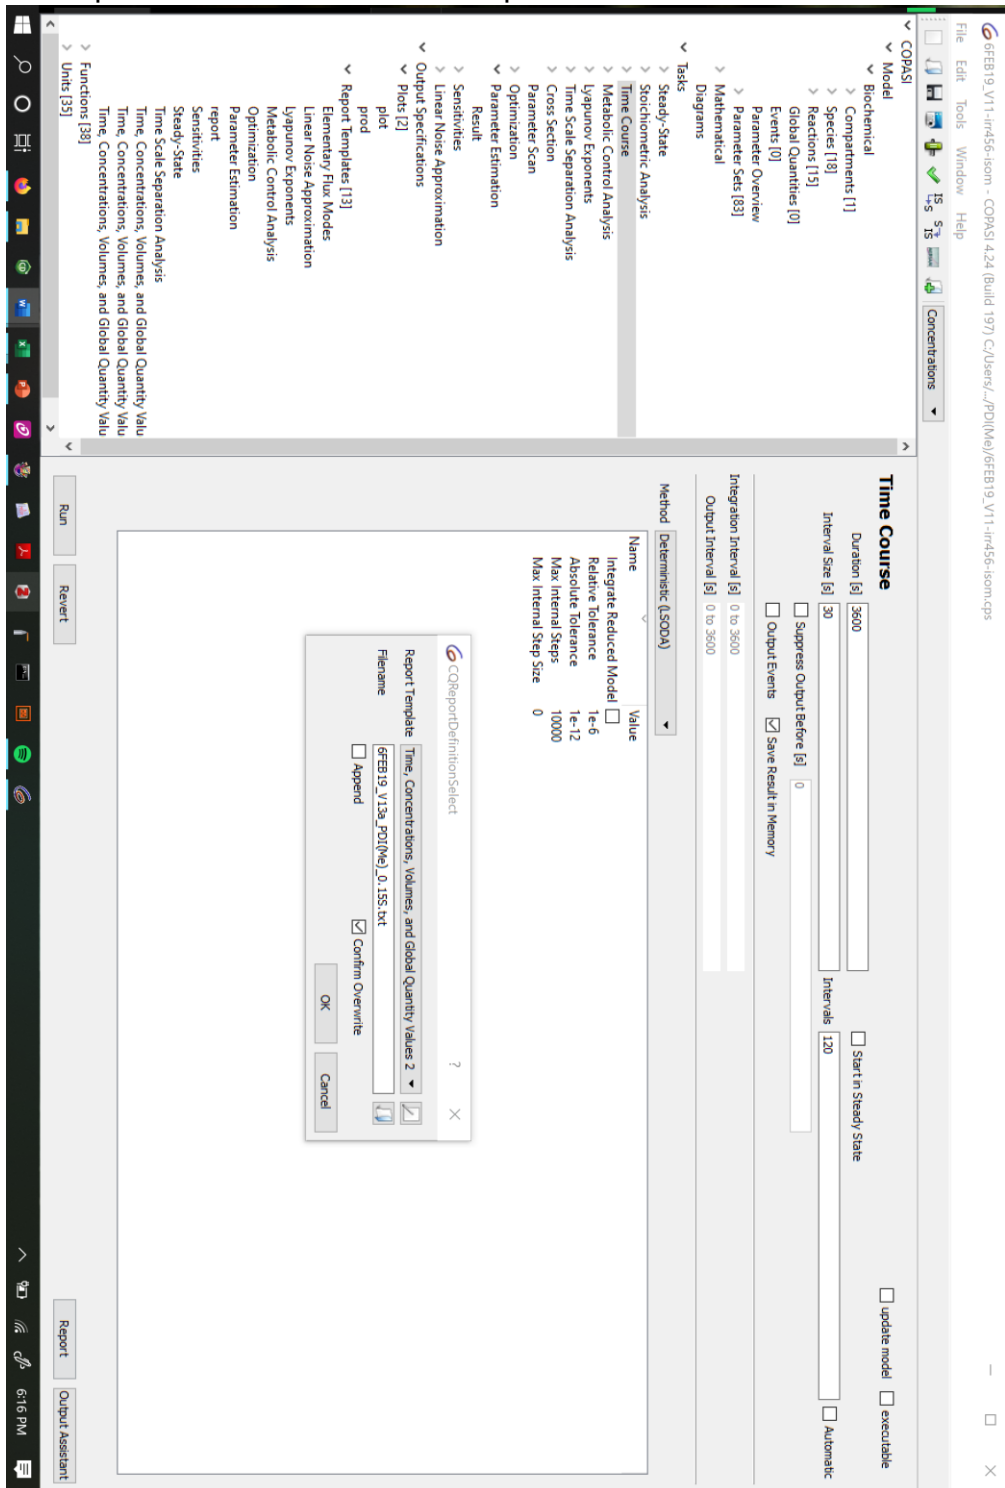 6FEB19_V11-irr456-isom - COPASI 4.24 (Build 197) C:/Users/.../PDI(Me)/6FEB19_V11-irr456-isom.cps
File Edit Tools Window Help
Concentrations
COPASI
Model
Biochemical
Compartments [1]
Species [18]
Reactions [15]
Global Quantities [0]
Events [0]
Parameter Overview
Parameter Sets [83]
Mathematical
Diagrams
Tasks
Steady-State
Stoichiometric Analysis
Time Course
Metabolic Control Analysis
Lyapunov Exponents
Time Scale Separation Analysis
Cross Section
Parameter Scan
Optimization
Parameter Estimation
Result
Sensitivities
Linear Noise Approximation
Output Specifications
Plots [2]
plot
prod
Report Templates [13]
Elementary Flux Modes
Linear Noise Approximation
Lyapunov Exponents
Metabolic Control Analysis
Optimization
Parameter Estimation
report
Sensitivities
Steady-State
Time Scale Separation Analysis
Time, Concentrations, Volumes, and Global Quantity Valu
Time, Concentrations, Volumes, and Global Quantity Valu
Time, Concentrations, Volumes, and Global Quantity Valu
Functions [38]
Units [35]
Time Course
update model executable
Duration [s] 3600 Start in Steady State
Interval Size [s] 30 Intervals 120 Automatic
Suppress Output Before [s] 0
Output Events Save Result in Memory
Integration Interval [s] 0 to 3600
Output Interval [s] 0 to 3600
Method Deterministic (LSODA)
Name Value
Integrate Reduced Model
Relative Tolerance 1e-6
Absolute Tolerance 1e-12
Max Internal Steps 10000
Max Internal Step Size 0
CQReportDefinitionSelect ? ×
Report Template Time, Concentrations, Volumes, and Global Quantity Values 2
Filename 6FEB19_V13a_PDI(Me)_0.15S.txt
Append Confirm Overwrite
OK Cancel
Run Revert Report Output Assistant
6:16 PM